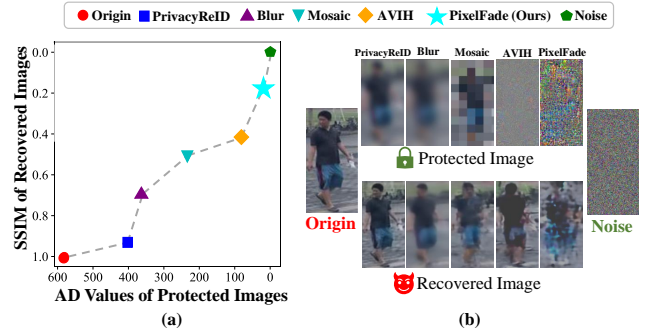 Origin PrivacyReID Blur Mosaic AVIH PixelFade (Ours) Noise
(a)
SSIM of Recovered Images
0.0
0.2
0.4
0.6
0.8
1.0
600 500 400 300 200 100 0
AD Values of Protected Images
(a)
(b)
PrivacyReID Blur Mosaic AVIH PixelFade
Protected Image
Origin
Noise
Recovered Image
(b)